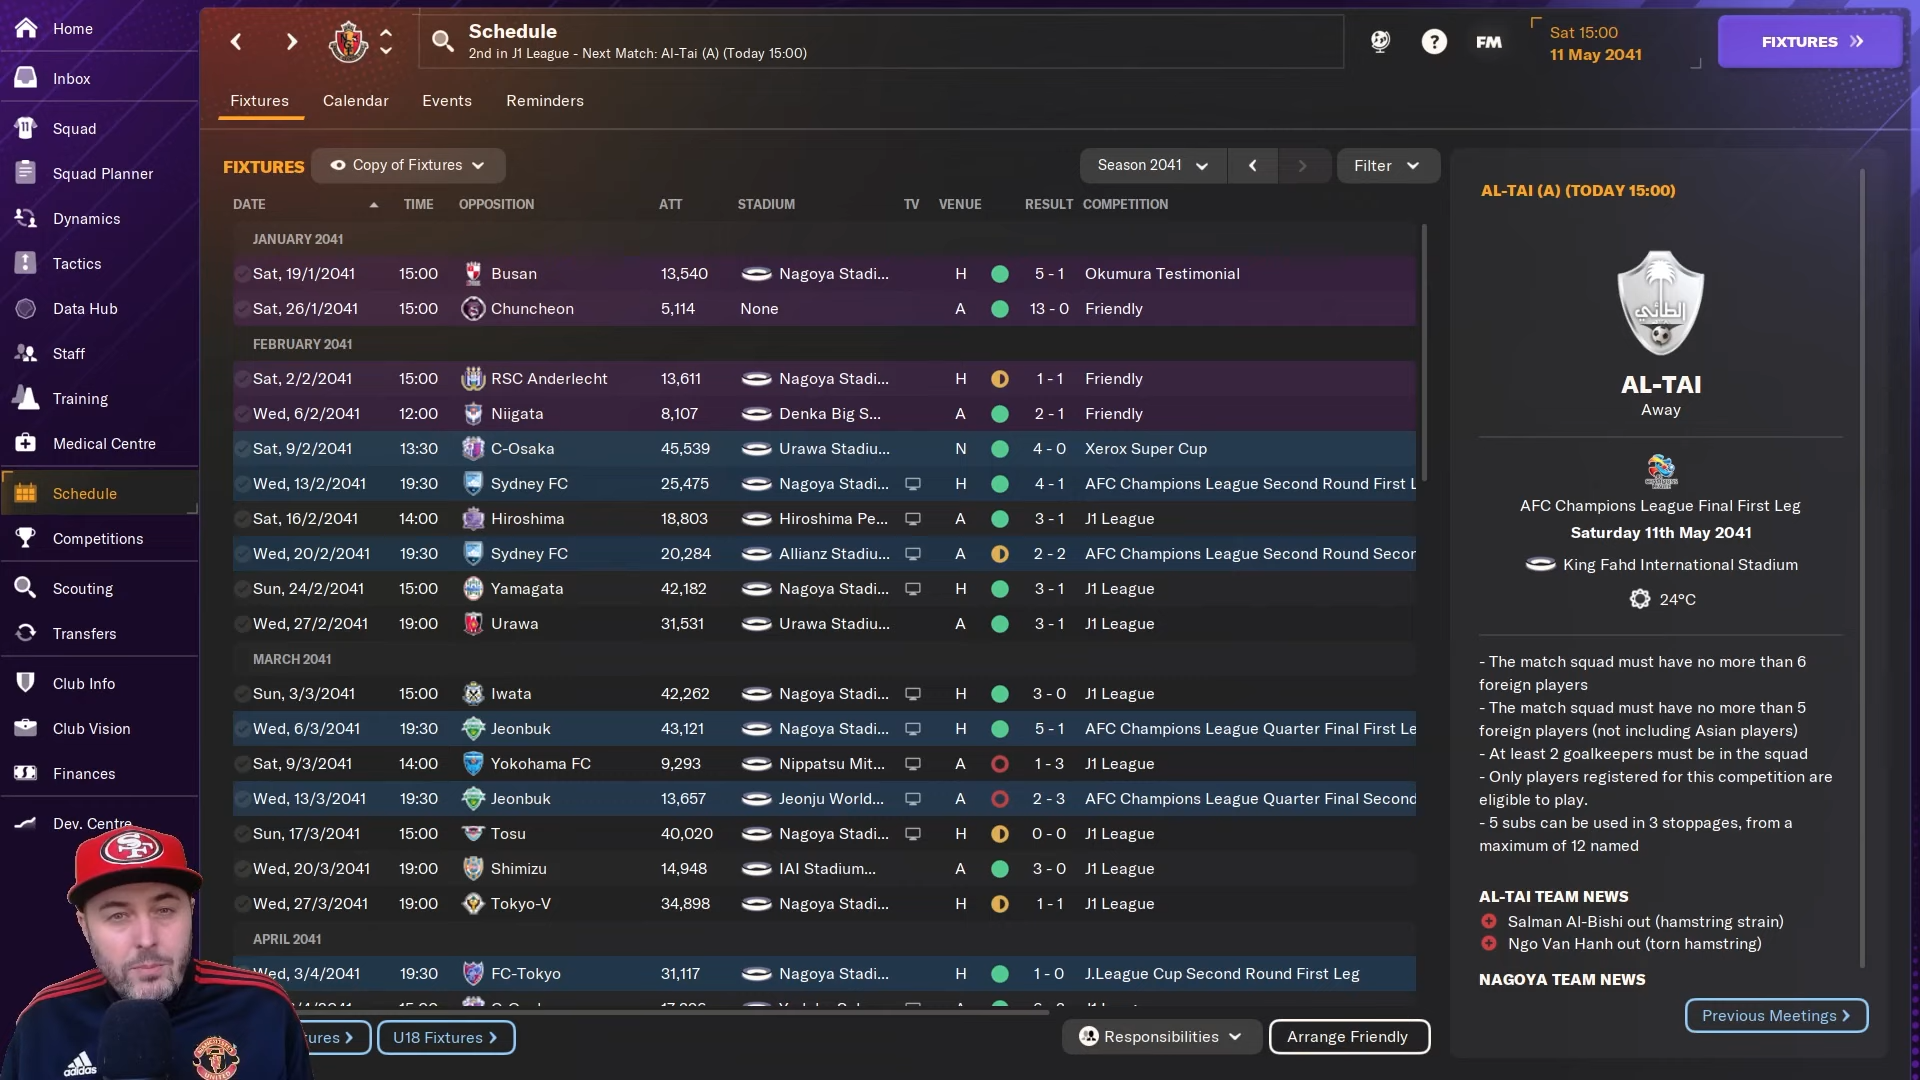 Home
Inbox
Squad
Squad Planner
Dynamics
Tactics
Data Hub
Staff
Training
Medical Centre
Schedule
Competitions
Scouting
Transfers
Club Info
Club Vision
Finances
Dev. Centre
Schedule
2nd in J1 League - Next Match: Al-Tai (A) (Today 15:00)
FM
Sat 15:00
11 May 2041
FIXTURES
Fixtures Calendar Events Reminders
FIXTURES Copy of Fixtures Season 2041 Filter
DATE TIME OPPOSITION ATT STADIUM TV VENUE RESULT COMPETITION
JANUARY 2041
Sat, 19/1/2041 15:00 Busan 13,540 Nagoya Stadi... H 5 - 1 Okumura Testimonial
Sat, 26/1/2041 15:00 Chuncheon 5,114 None A 13 - 0 Friendly
FEBRUARY 2041
Sat, 2/2/2041 15:00 RSC Anderlecht 13,611 Nagoya Stadi... H 1 - 1 Friendly
Wed, 6/2/2041 12:00 Niigata 8,107 Denka Big S... A 2 - 1 Friendly
Sat, 9/2/2041 13:30 C-Osaka 45,539 Urawa Stadiu... N 4 - 0 Xerox Super Cup
Wed, 13/2/2041 19:30 Sydney FC 25,475 Nagoya Stadi... H 4 - 1 AFC Champions League Second Round First L
Sat, 16/2/2041 14:00 Hiroshima 18,803 Hiroshima Pe... A 3 - 1 J1 League
Wed, 20/2/2041 19:30 Sydney FC 20,284 Allianz Stadiu... A 2 - 2 AFC Champions League Second Round Secor
Sun, 24/2/2041 15:00 Yamagata 42,182 Nagoya Stadi... H 3 - 1 J1 League
Wed, 27/2/2041 19:00 Urawa 31,531 Urawa Stadiu... A 3 - 1 J1 League
MARCH 2041
Sun, 3/3/2041 15:00 Iwata 42,262 Nagoya Stadi... H 3 - 0 J1 League
Wed, 6/3/2041 19:30 Jeonbuk 43,121 Nagoya Stadi... H 5 - 1 AFC Champions League Quarter Final First Le
Sat, 9/3/2041 14:00 Yokohama FC 9,293 Nippatsu Mit... A 1 - 3 J1 League
Wed, 13/3/2041 19:30 Jeonbuk 13,657 Jeonju World... A 2 - 3 AFC Champions League Quarter Final Second
Sun, 17/3/2041 15:00 Tosu 40,020 Nagoya Stadi... H 0 - 0 J1 League
Wed, 20/3/2041 19:00 Shimizu 14,948 IAI Stadium... A 3 - 0 J1 League
Wed, 27/3/2041 19:00 Tokyo-V 34,898 Nagoya Stadi... H 1 - 1 J1 League
APRIL 2041
Wed, 3/4/2041 19:30 FC-Tokyo 31,117 Nagoya Stadi... H 1 - 0 J.League Cup Second Round First Leg
ures U18 Fixtures Responsibilities Arrange Friendly
AL-TAI (A) (TODAY 15:00)
الطائي
AL-TAI
Away
AFC Champions League Final First Leg
Saturday 11th May 2041
King Fahd International Stadium
24°C
- The match squad must have no more than 6
foreign players
- The match squad must have no more than 5
foreign players (not including Asian players)
- At least 2 goalkeepers must be in the squad
- Only players registered for this competition are
eligible to play.
- 5 subs can be used in 3 stoppages, from a
maximum of 12 named
AL-TAI TEAM NEWS
Salman Al-Bishi out (hamstring strain)
Ngo Van Hanh out (torn hamstring)
NAGOYA TEAM NEWS
Previous Meetings
SF
adidas